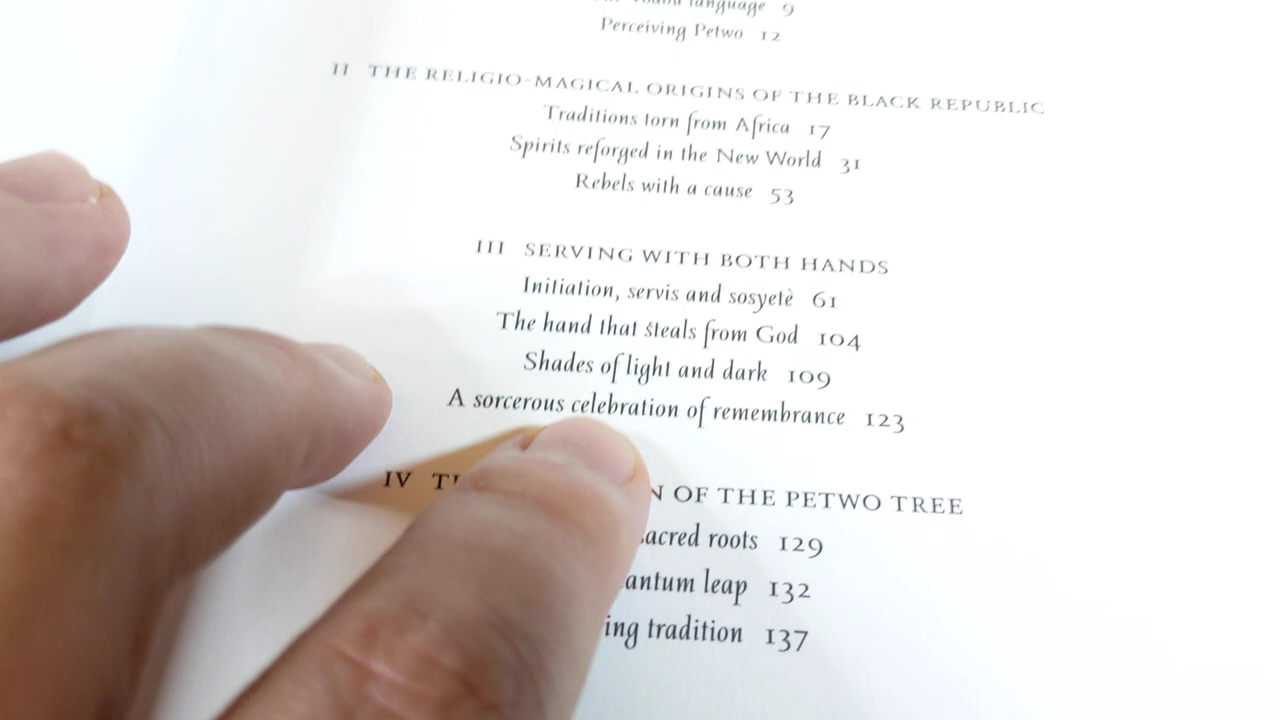 language 9
Perceiving Petwo 12
II THE RELIGIO-MAGICAL ORIGINS OF THE BLACK REPUBLIC
Traditions torn from Africa 17
Spirits reforged in the New World 31
Rebels with a cause 53
III SERVING WITH BOTH HANDS
Initiation, servis and sosyetè 61
The hand that steals from God 104
Shades of light and dark 109
A sorcerous celebration of remembrance 123
IV OF THE PETWO TREE
roots 129
leap 132
tradition 137